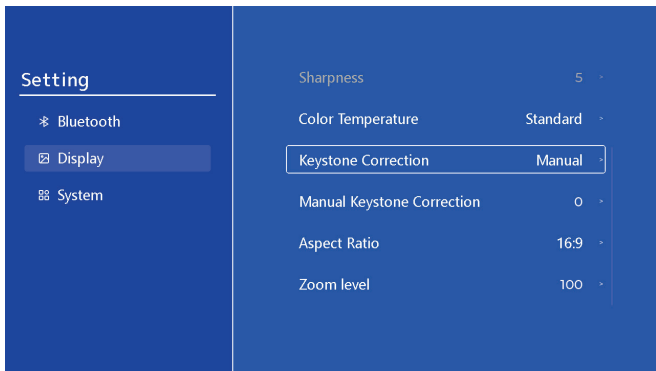 Setting
Bluetooth
Display
System
Sharpness 5 >
Color Temperature Standard >
Keystone Correction Manual >
Manual Keystone Correction 0 >
Aspect Ratio 16:9 >
Zoom level 100 >